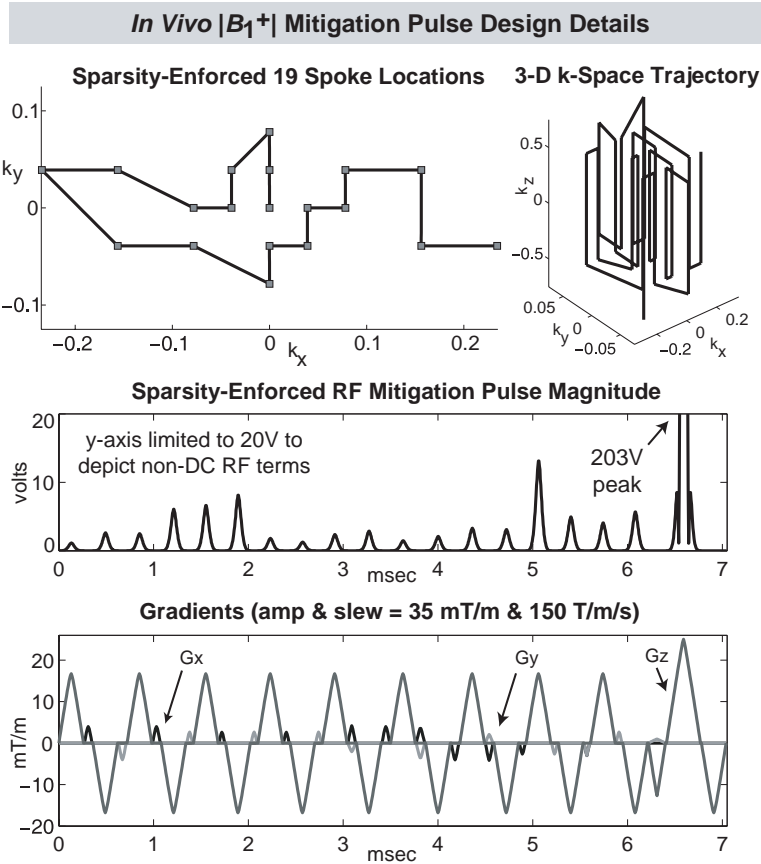 In Vivo |B₁⁺| Mitigation Pulse Design Details
Sparsity-Enforced 19 Spoke Locations
0.1
k_y
0
−0.1
−0.2
−0.1
0
k_x
0.1
0.2
3-D k-Space Trajectory
0.5
k_z
0
−0.5
0.05
k_y 0
−0.05
0.2
0
k_x
−0.2
Sparsity-Enforced RF Mitigation Pulse Magnitude
20
10
0
volts
y-axis limited to 20V to
depict non-DC RF terms
203V
peak
0
1
2
3
4
5
6
7
msec
Gradients (amp & slew = 35 mT/m & 150 T/m/s)
20
10
0
−10
−20
mT/m
Gx
Gy
Gz
0
1
2
3
4
5
6
7
msec